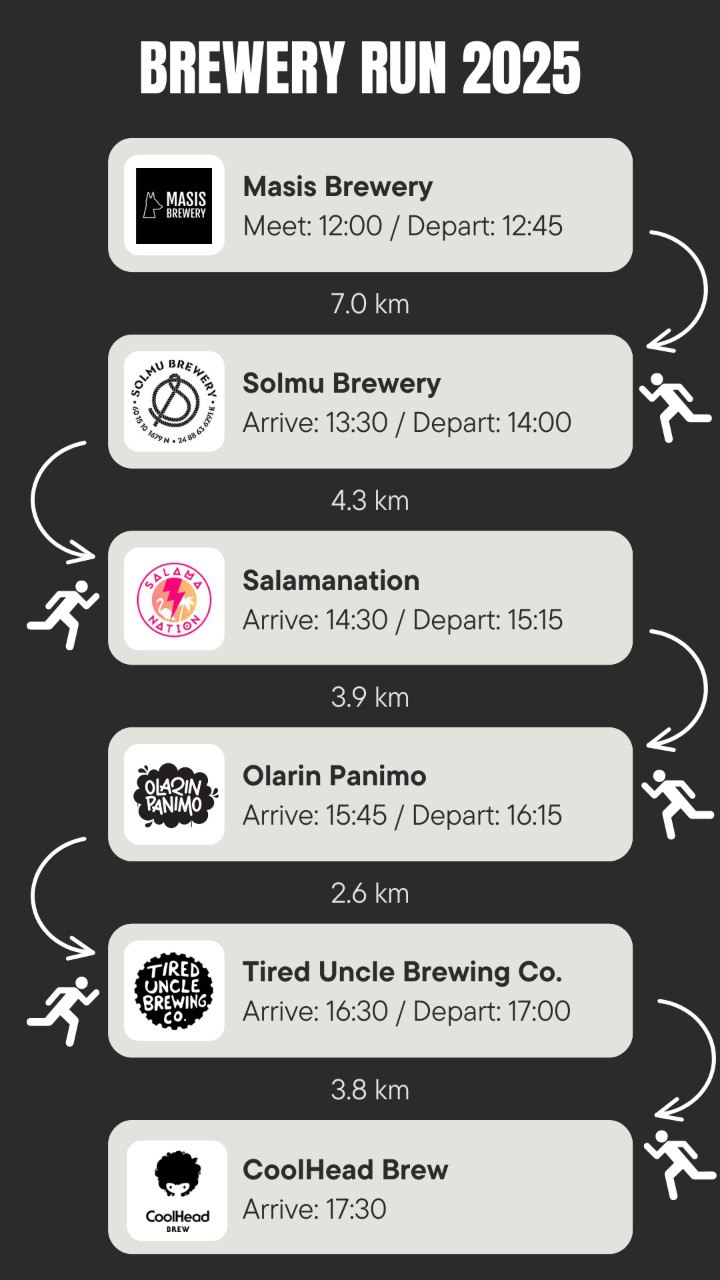 BREWERY RUN 2025
MASIS
BREWERY
Masis Brewery
Meet: 12:00 / Depart: 12:45
7.0 km
SOLMU BREWERY
Solmu Brewery
Arrive: 13:30 / Depart: 14:00
4.3 km
SALAMA
NATION
Salamanation
Arrive: 14:30 / Depart: 15:15
3.9 km
OLARIN
PANIMO
Olarin Panimo
Arrive: 15:45 / Depart: 16:15
2.6 km
TIRED
UNCLE
BREWING
CO.
Tired Uncle Brewing Co.
Arrive: 16:30 / Depart: 17:00
3.8 km
CoolHead
BREW
CoolHead Brew
Arrive: 17:30